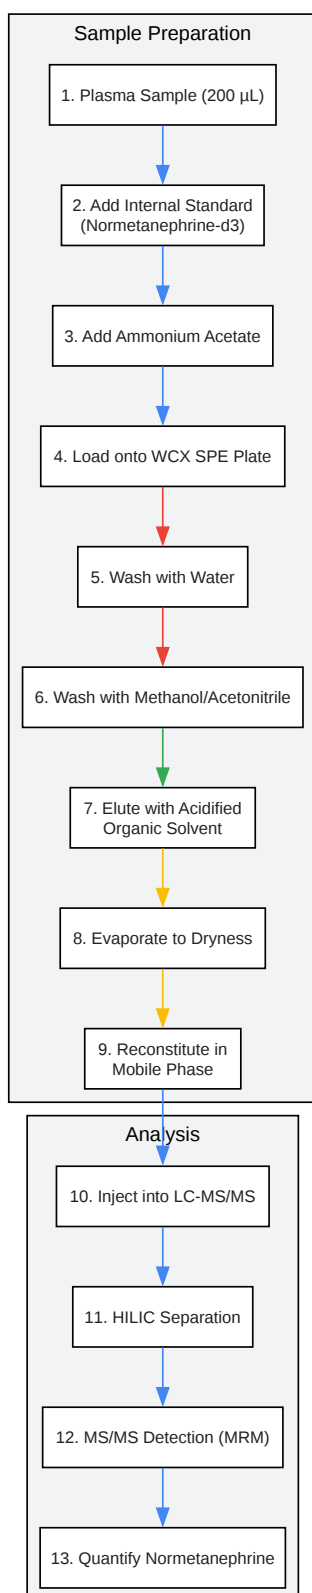 Sample Preparation
1. Plasma Sample (200 µL)
2. Add Internal Standard
(Normetanephrine-d3)
3. Add Ammonium Acetate
4. Load onto WCX SPE Plate
5. Wash with Water
6. Wash with Methanol/Acetonitrile
7. Elute with Acidified
Organic Solvent
8. Evaporate to Dryness
9. Reconstitute in
Mobile Phase
Analysis
10. Inject into LC-MS/MS
11. HILIC Separation
12. MS/MS Detection (MRM)
13. Quantify Normetanephrine